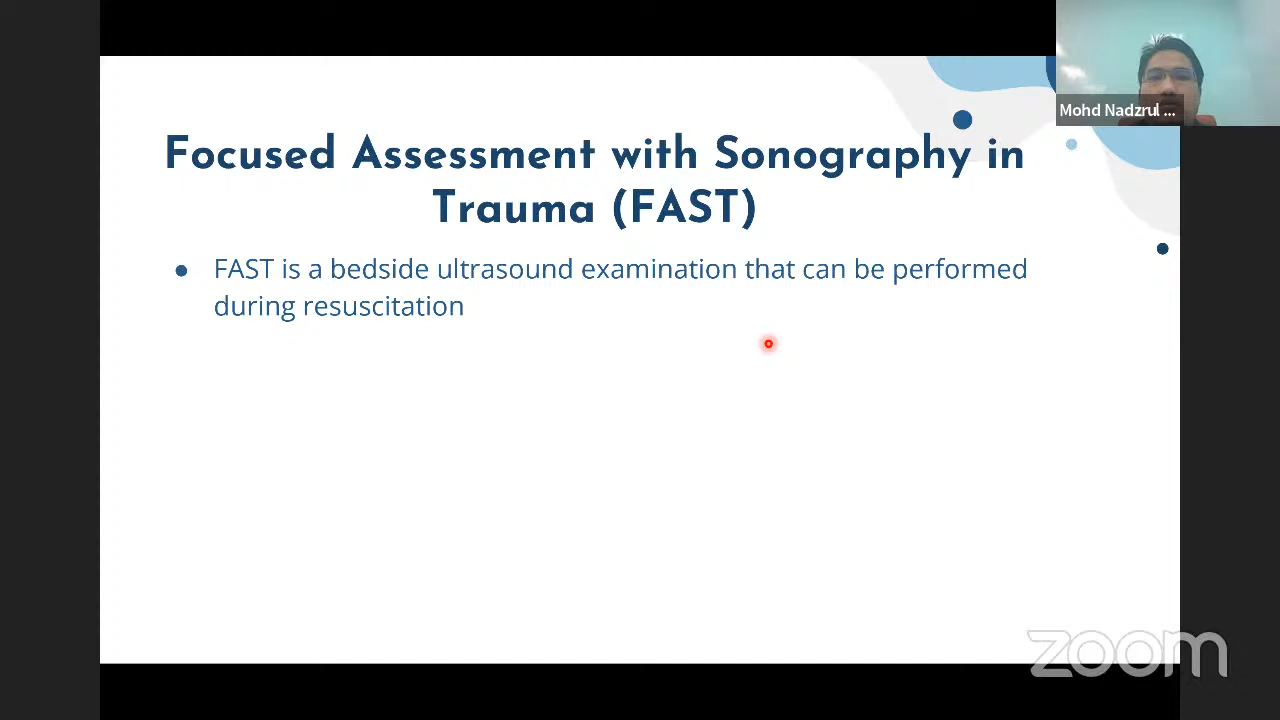 Mohd Nadzrul ...
Focused Assessment with Sonography in
Trauma (FAST)
● FAST is a bedside ultrasound examination that can be performed
during resuscitation
zoom